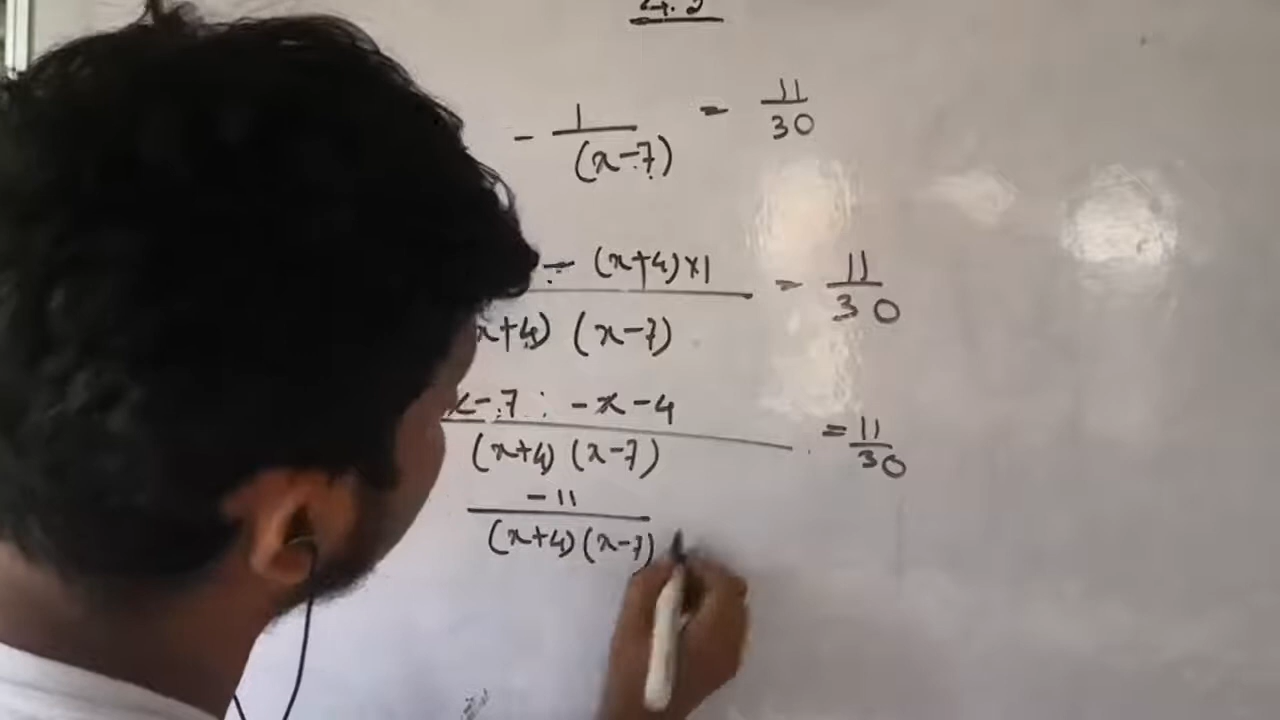 - 1/(x-7) = 11/30
- (x+4)×1 / (x+4) (x-7) = 11/30
x-7 -x-4 / (x+4) (x-7) = 11/30
-11 / (x+4) (x-7)